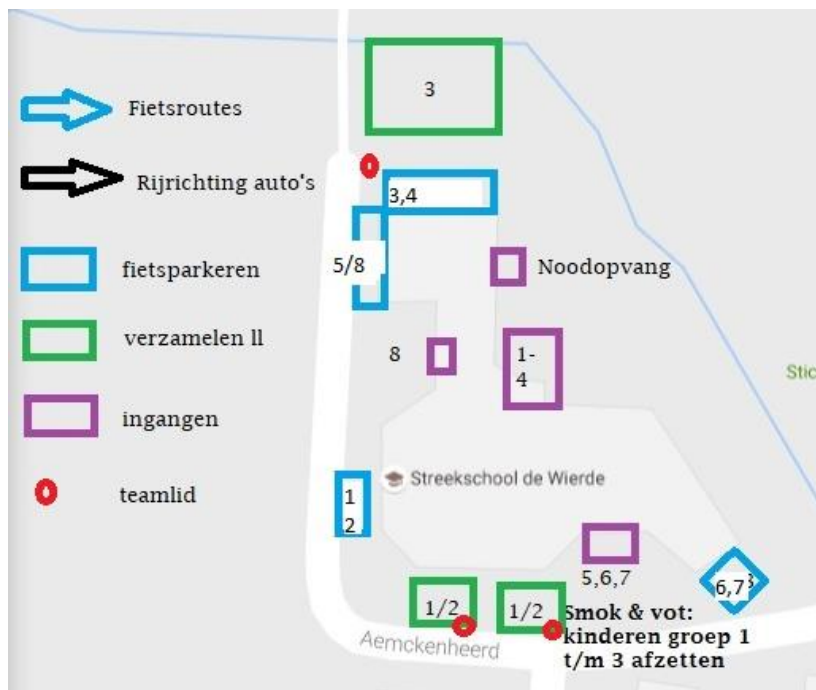 3
Fietsroutes
Rijrichting auto's
3,4
5/8
fietsparkeren
Noodopvang
verzamelen ll
8
1-
4
Stic
ingangen
Streekschool de Wierde
teamlid
1
2
5,6,7
6,7
1/2
1/2
Smok & vot:
kinderen groep 1
t/m 3 afzetten
Aemckenheerd